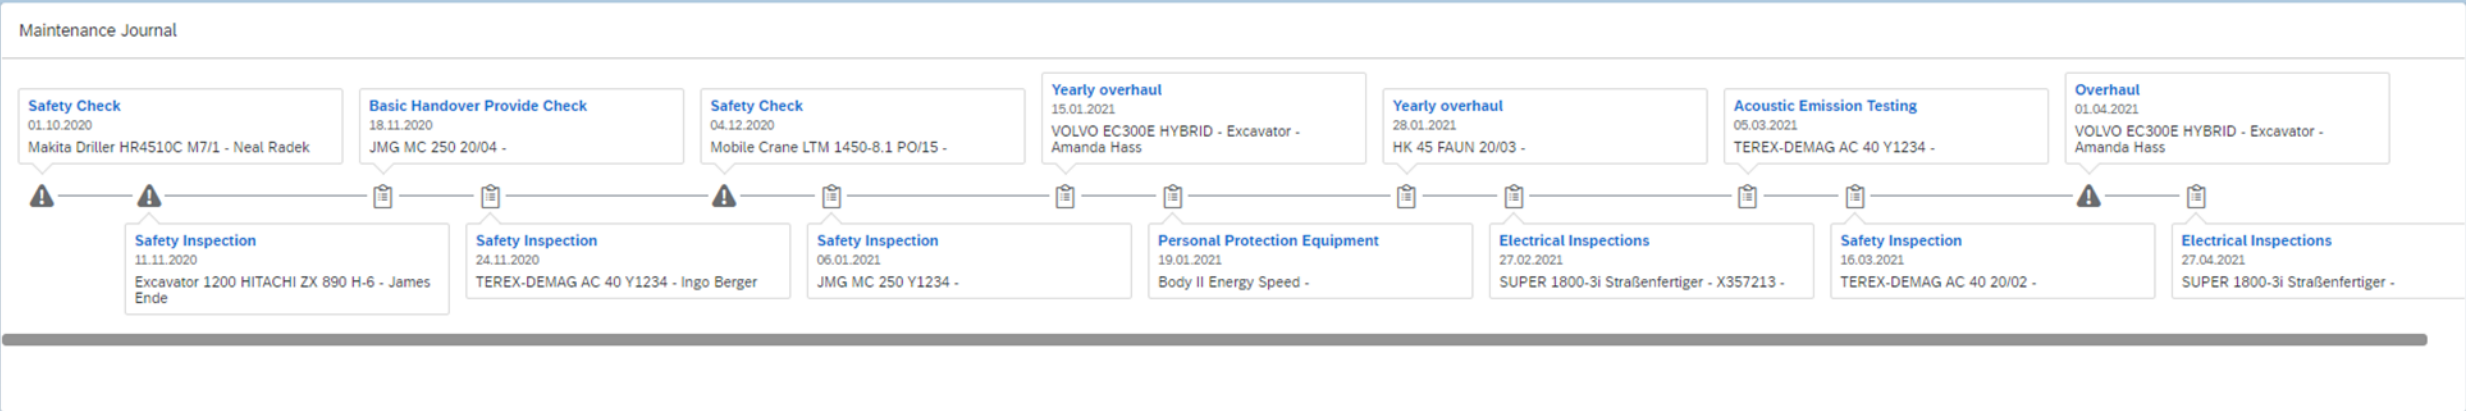 Maintenance Journal
Safety Check
01.10.2020
Makita Driller HR4510C M7/1 - Neal Radek
Safety Inspection
11.11.2020
Excavator 1200 HITACHI ZX 890 H-6 - James
Ende
Basic Handover Provide Check
18.11.2020
JMG MC 250 20/04 -
Safety Inspection
24.11.2020
TEREX-DEMAG AC 40 Y1234 - Ingo Berger
Safety Check
04.12.2020
Mobile Crane LTM 1450-8.1 PO/15 -
Safety Inspection
06.01.2021
JMG MC 250 Y1234 -
Yearly overhaul
15.01.2021
VOLVO EC300E HYBRID - Excavator -
Amanda Hass
Personal Protection Equipment
19.01.2021
Body II Energy Speed -
Yearly overhaul
28.01.2021
HK 45 FAUN 20/03 -
Electrical Inspections
27.02.2021
SUPER 1800-3i Straßenfertiger - X357213 -
Acoustic Emission Testing
05.03.2021
TEREX-DEMAG AC 40 Y1234 -
Safety Inspection
16.03.2021
TEREX-DEMAG AC 40 20/02 -
Overhaul
01.04.2021
VOLVO EC300E HYBRID - Excavator -
Amanda Hass
Electrical Inspections
27.04.2021
SUPER 1800-3i Straßenfertiger -